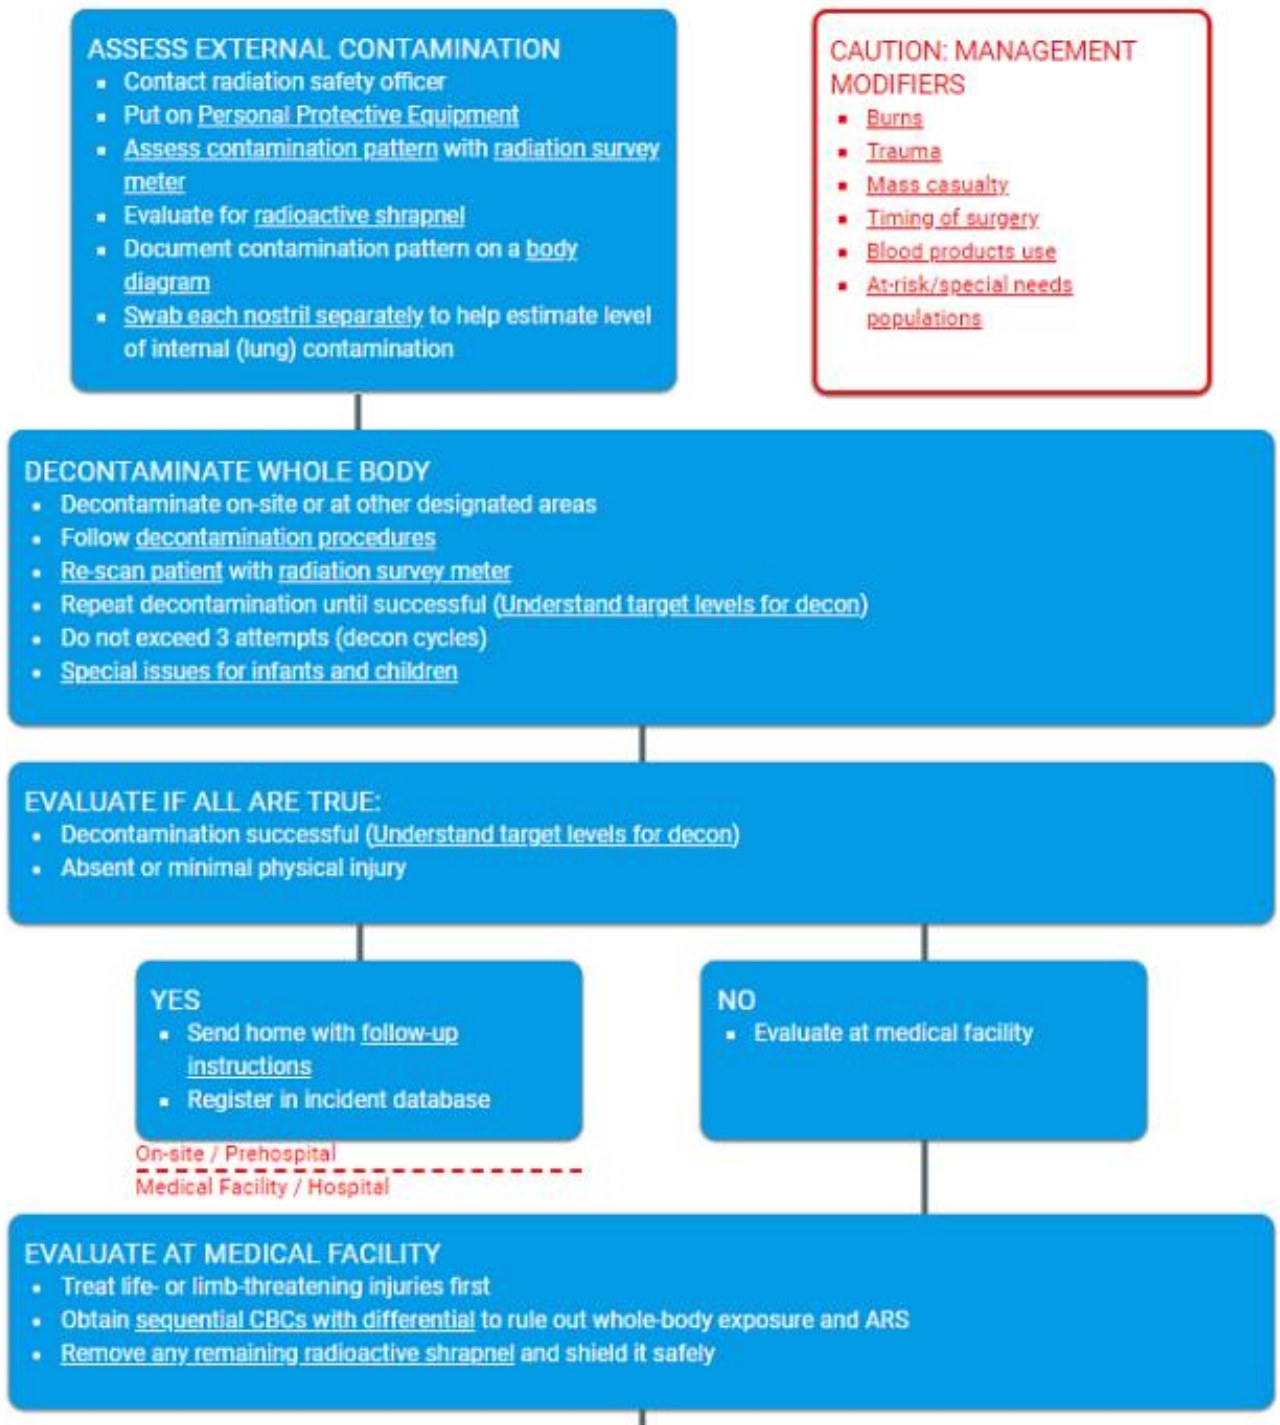 ASSESS EXTERNAL CONTAMINATION
▪ Contact radiation safety officer
▪ Put on Personal Protective Equipment
▪ Assess contamination pattern with radiation survey
meter
▪ Evaluate for radioactive shrapnel
▪ Document contamination pattern on a body
diagram
▪ Swab each nostril separately to help estimate level
of internal (lung) contamination
CAUTION: MANAGEMENT
MODIFIERS
▪ Burns
▪ Trauma
▪ Mass casualty
▪ Timing of surgery
▪ Blood products use
▪ At-risk/special needs
populations
DECONTAMINATE WHOLE BODY
• Decontaminate on-site or at other designated areas
• Follow decontamination procedures
• Re-scan patient with radiation survey meter
• Repeat decontamination until successful (Understand target levels for decon)
• Do not exceed 3 attempts (decon cycles)
• Special issues for infants and children
EVALUATE IF ALL ARE TRUE:
• Decontamination successful (Understand target levels for decon)
• Absent or minimal physical injury
YES
▪ Send home with follow-up
instructions
▪ Register in incident database
NO
▪ Evaluate at medical facility
On-site / Prehospital
Medical Facility / Hospital
EVALUATE AT MEDICAL FACILITY
• Treat life- or limb-threatening injuries first
• Obtain sequential CBCs with differential to rule out whole-body exposure and ARS
• Remove any remaining radioactive shrapnel and shield it safely